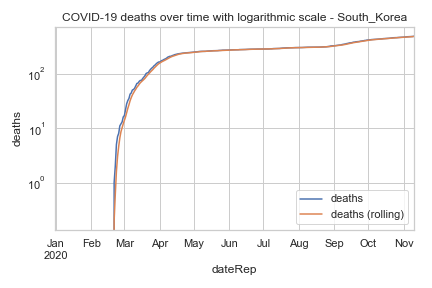 COVID-19 deaths over time with logarithmic scale - South_Korea
deaths
10²
10¹
10⁰
deaths
deaths (rolling)
Jan Feb Mar Apr May Jun Jul Aug Sep Oct Nov
2020
dateRep